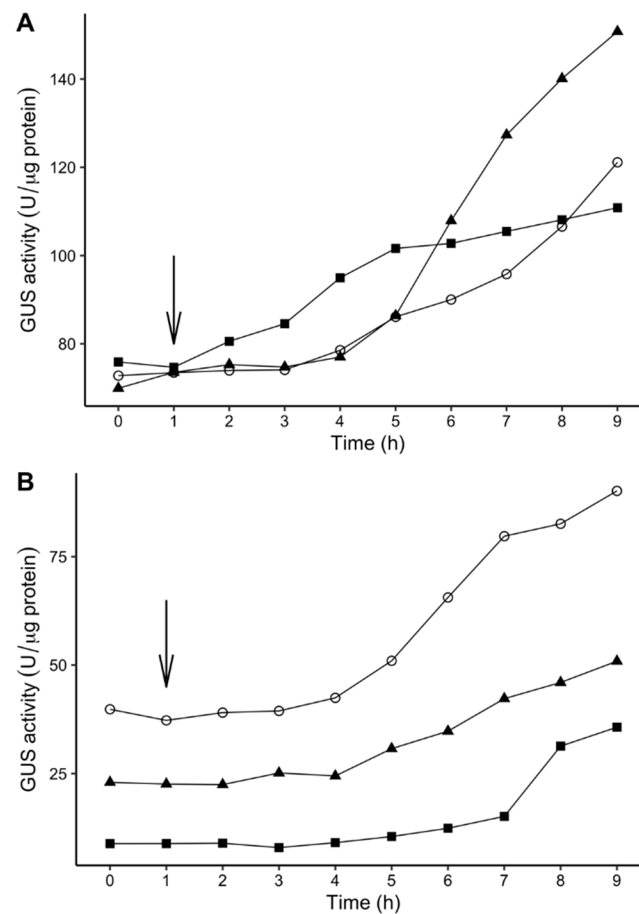 A
GUS activity (U/μg protein)
140
120
100
80
0 1 2 3 4 5 6 7 8 9
Time (h)
B
GUS activity (U/μg protein)
75
50
25
0 1 2 3 4 5 6 7 8 9
Time (h)